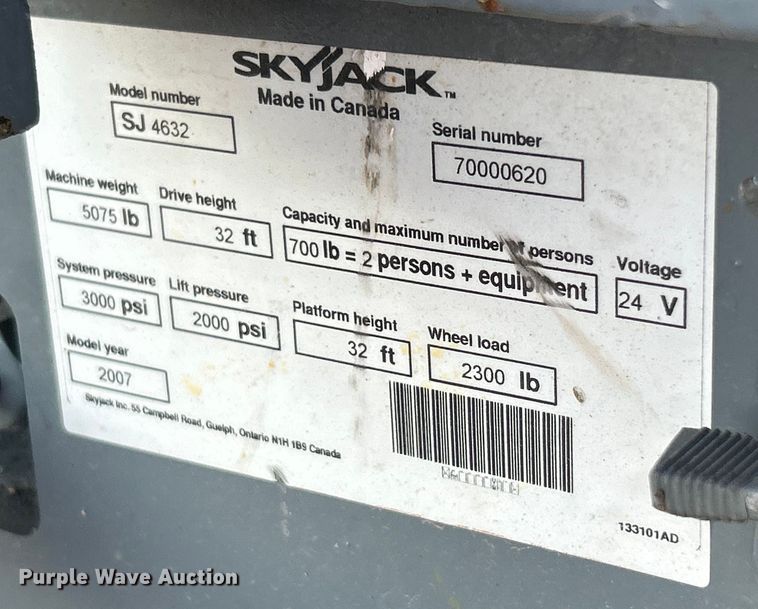 SKYJACK™
Made in Canada
Model number
SJ 4632
Serial number
70000620
Machine weight
5075 lb
Drive height
32 ft
Capacity and maximum number of persons
700 lb = 2 persons + equipment
Voltage
24 V
System pressure
3000 psi
Lift pressure
2000 psi
Platform height
32 ft
Wheel load
2300 lb
Model year
2007
Skyjack Inc. 55 Campbell Road, Guelph, Ontario N1H 1B9 Canada
133101AD
Purple Wave Auction